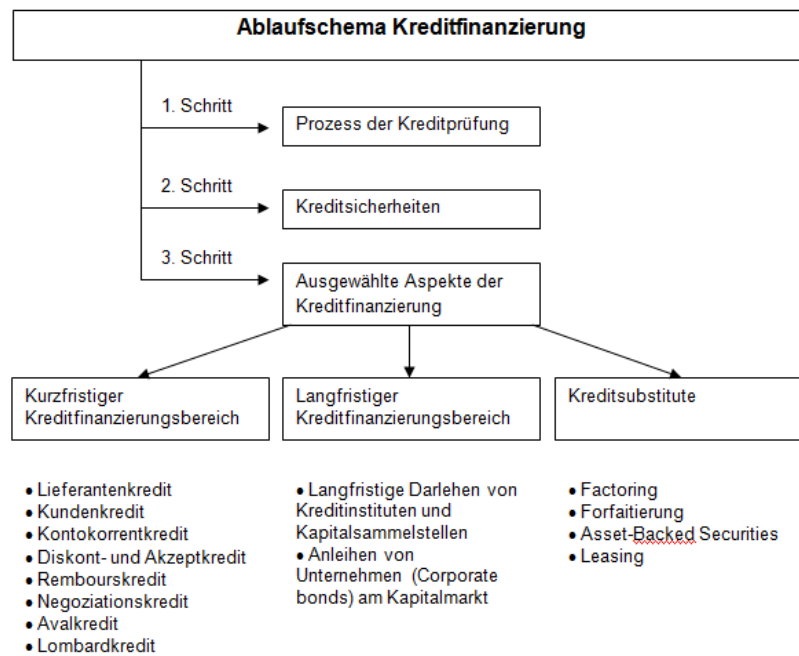 Ablaufschema Kreditfinanzierung
1. Schritt
Prozess der Kreditprüfung
2. Schritt
Kreditsicherheiten
3. Schritt
Ausgewählte Aspekte der
Kreditfinanzierung
Kurzfristiger
Kreditfinanzierungsbereich
Langfristiger
Kreditfinanzierungsbereich
Kreditsubstitute
• Lieferantenkredit
• Kundenkredit
• Kontokorrentkredit
• Diskont- und Akzeptkredit
• Rembourskredit
• Negoziationskredit
• Avalkredit
• Lombardkredit
• Langfristige Darlehen von
Kreditinstituten und
Kapitalsammelstellen
• Anleihen von
Unternehmen (Corporate
bonds) am Kapitalmarkt
• Factoring
• Forfaitierung
• Asset-Backed Securities
• Leasing